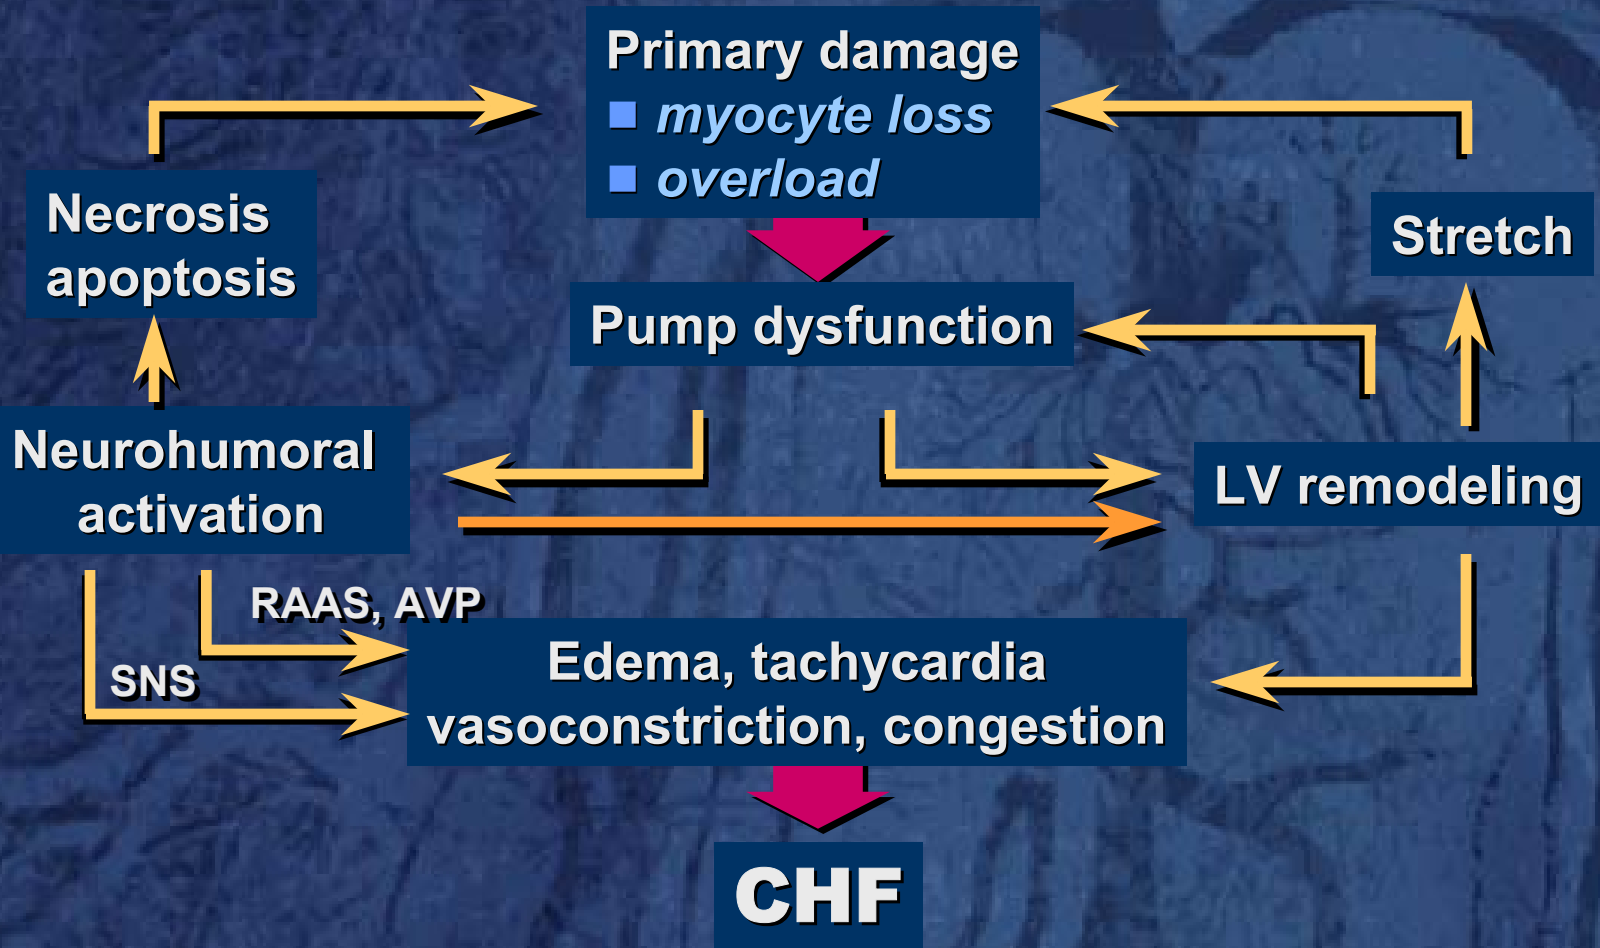 Primary damage
myocyte loss
overload
Necrosis
apoptosis
Stretch
Pump dysfunction
Neurohumoral
activation
LV remodeling
RAAS, AVP
SNS
Edema, tachycardia
vasoconstriction, congestion
CHF